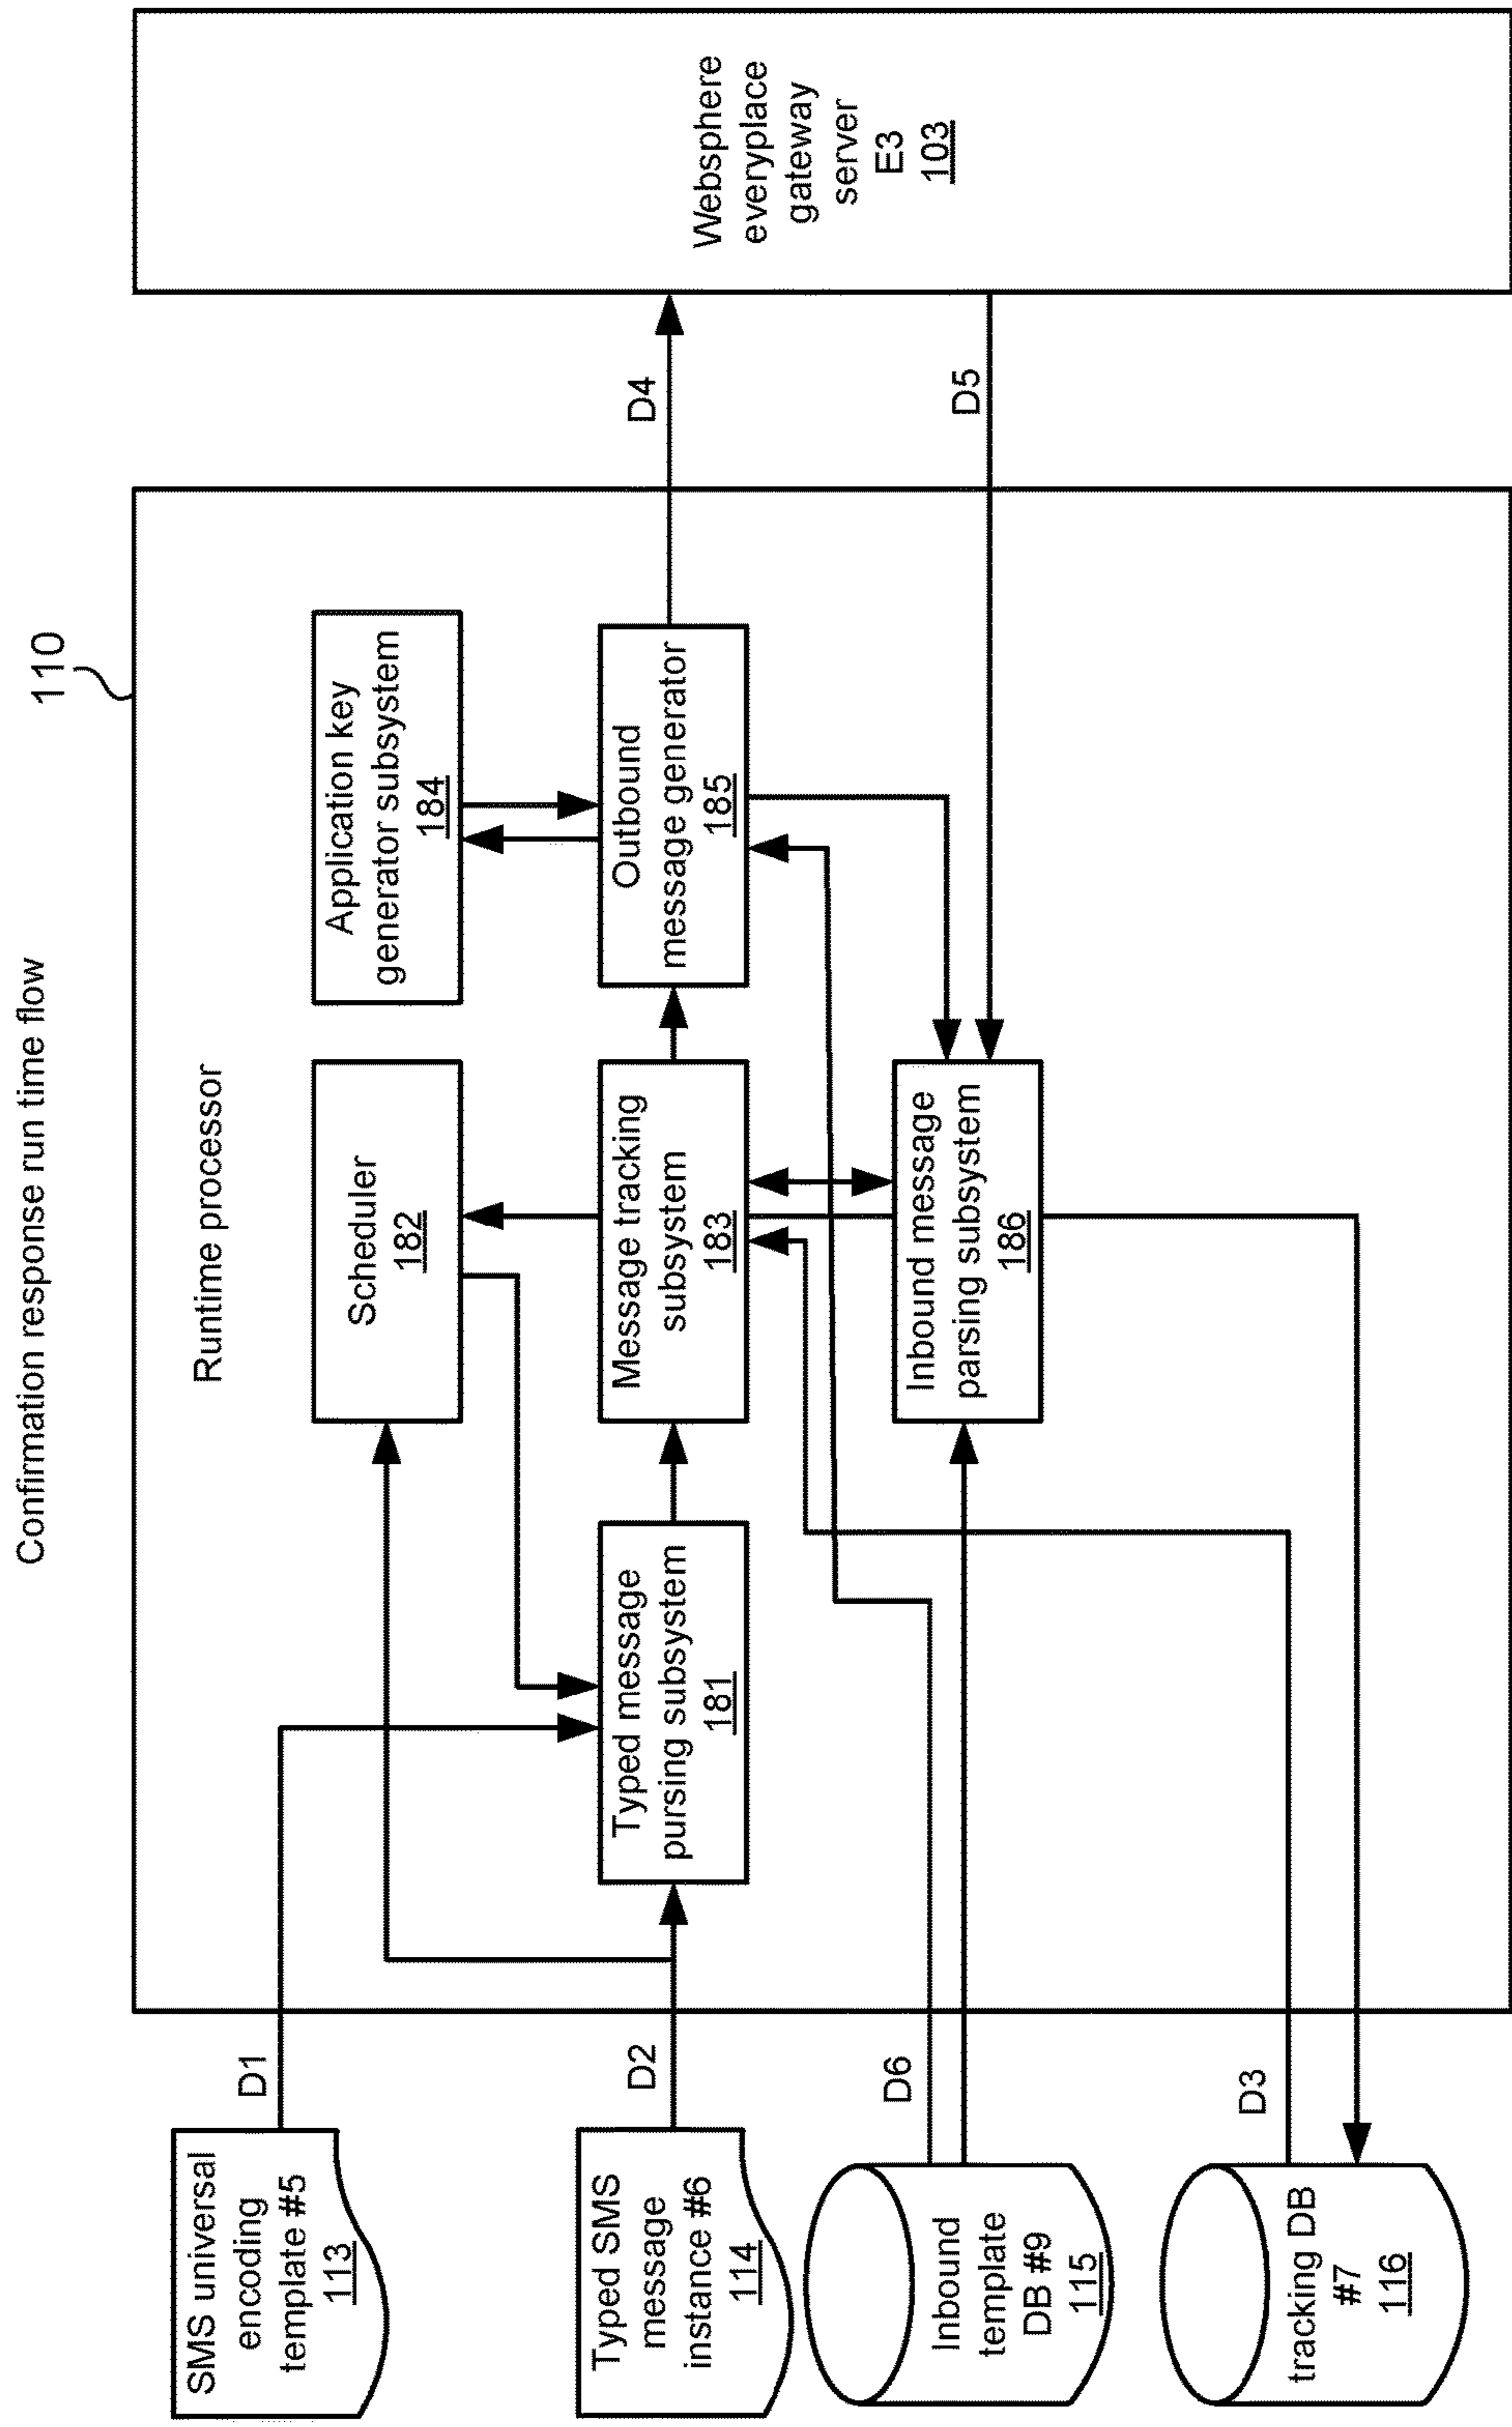 Confirmation response run time flow
110
Runtime processor
SMS universal
encoding
template #5
113
D1
Typed SMS
message
instance #6
114
D2
Inbound
template
DB #9
115
D6
tracking DB
#7
116
D3
Scheduler
182
Application key
generator subsystem
184
Typed message
pursing subsystem
181
Message tracking
subsystem
183
Outbound
message generator
185
Inbound message
parsing subsystem
186
D4
D5
Websphere
everyplace
gateway
server
E3
103